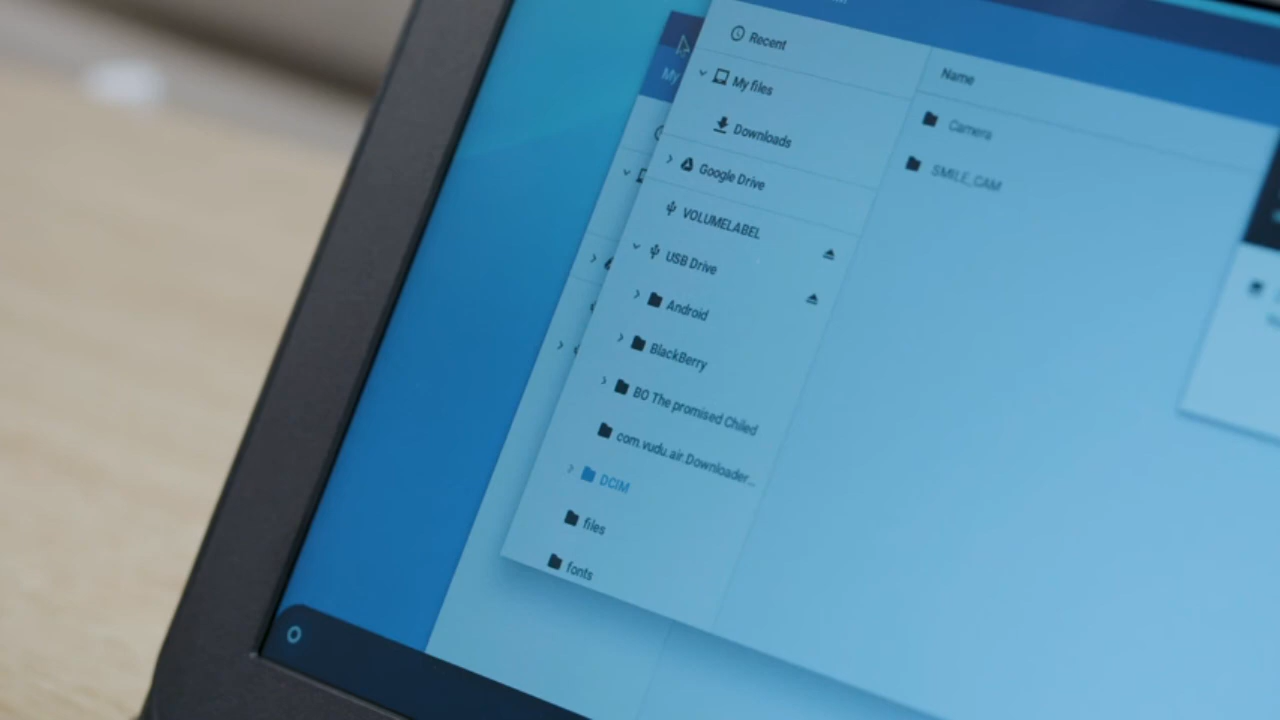 Recent
My files
Downloads
Google Drive
VOLUMELABEL
USB Drive
Android
BlackBerry
BO The promised Chiled
com.vudu.air.Downloader...
DCIM
files
fonts
Name
Camera
SMILE_CAM
My